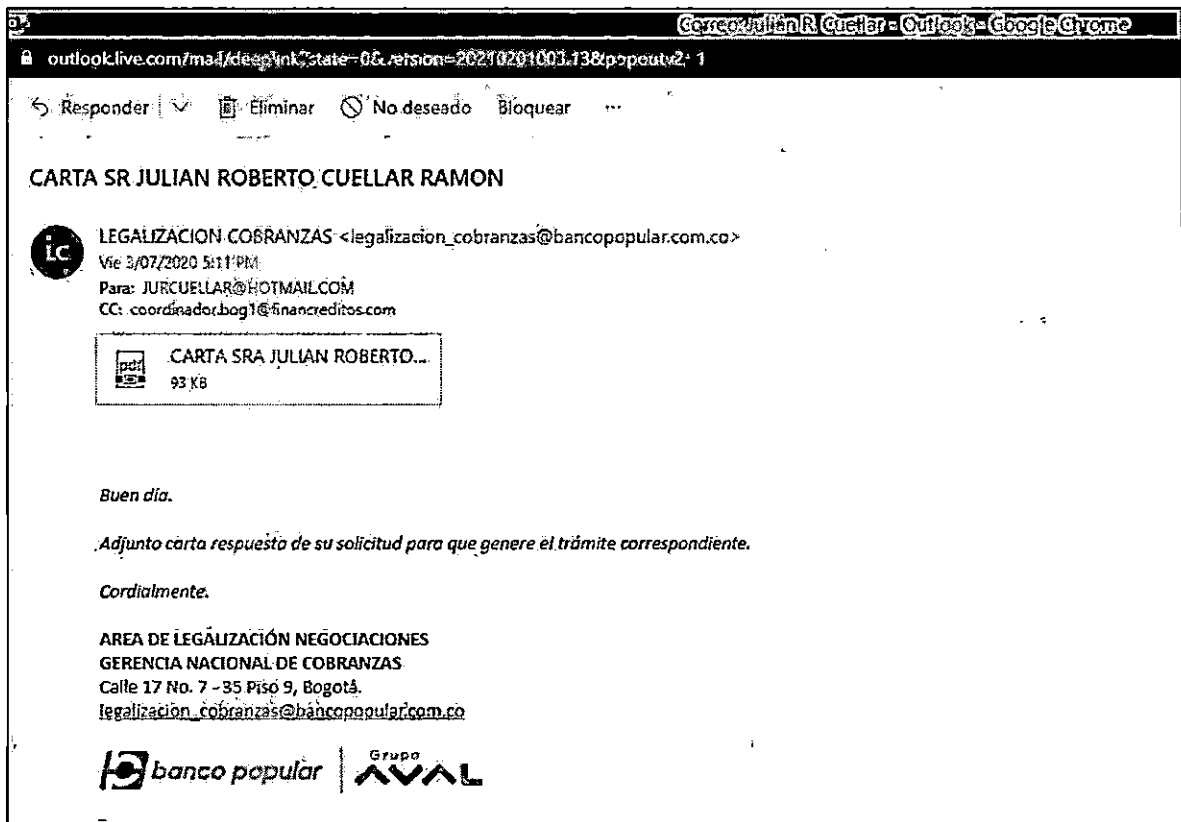 Correo: Julián R. Cuellar - Outlook - Google Chrome
outlook.live.com/mail/deeplink?state=0&version=20210201003.13&popoutv2=1
Responder Eliminar No deseado Bloquear ...
CARTA SR JULIAN ROBERTO CUELLAR RAMON
LC
LEGALIZACION COBRANZAS <legalizacion_cobranzas@bancopopular.com.co>
Vie 3/07/2020 5:11 PM
Para: JURCUELLAR@HOTMAIL.COM
CC: coordinador.bog1@financreditos.com
pdf
CARTA SRA JULIAN ROBERTO...
93 KB
Buen día.
Adjunto carta respuesta de su solicitud para que genere el trámite correspondiente.
Cordialmente.
AREA DE LEGALIZACIÓN NEGOCIACIONES
GERENCIA NACIONAL DE COBRANZAS
Calle 17 No. 7 - 35 Piso 9, Bogotá.
legalizacion_cobranzas@bancopopular.com.co
banco popular
Grupo
AVAL